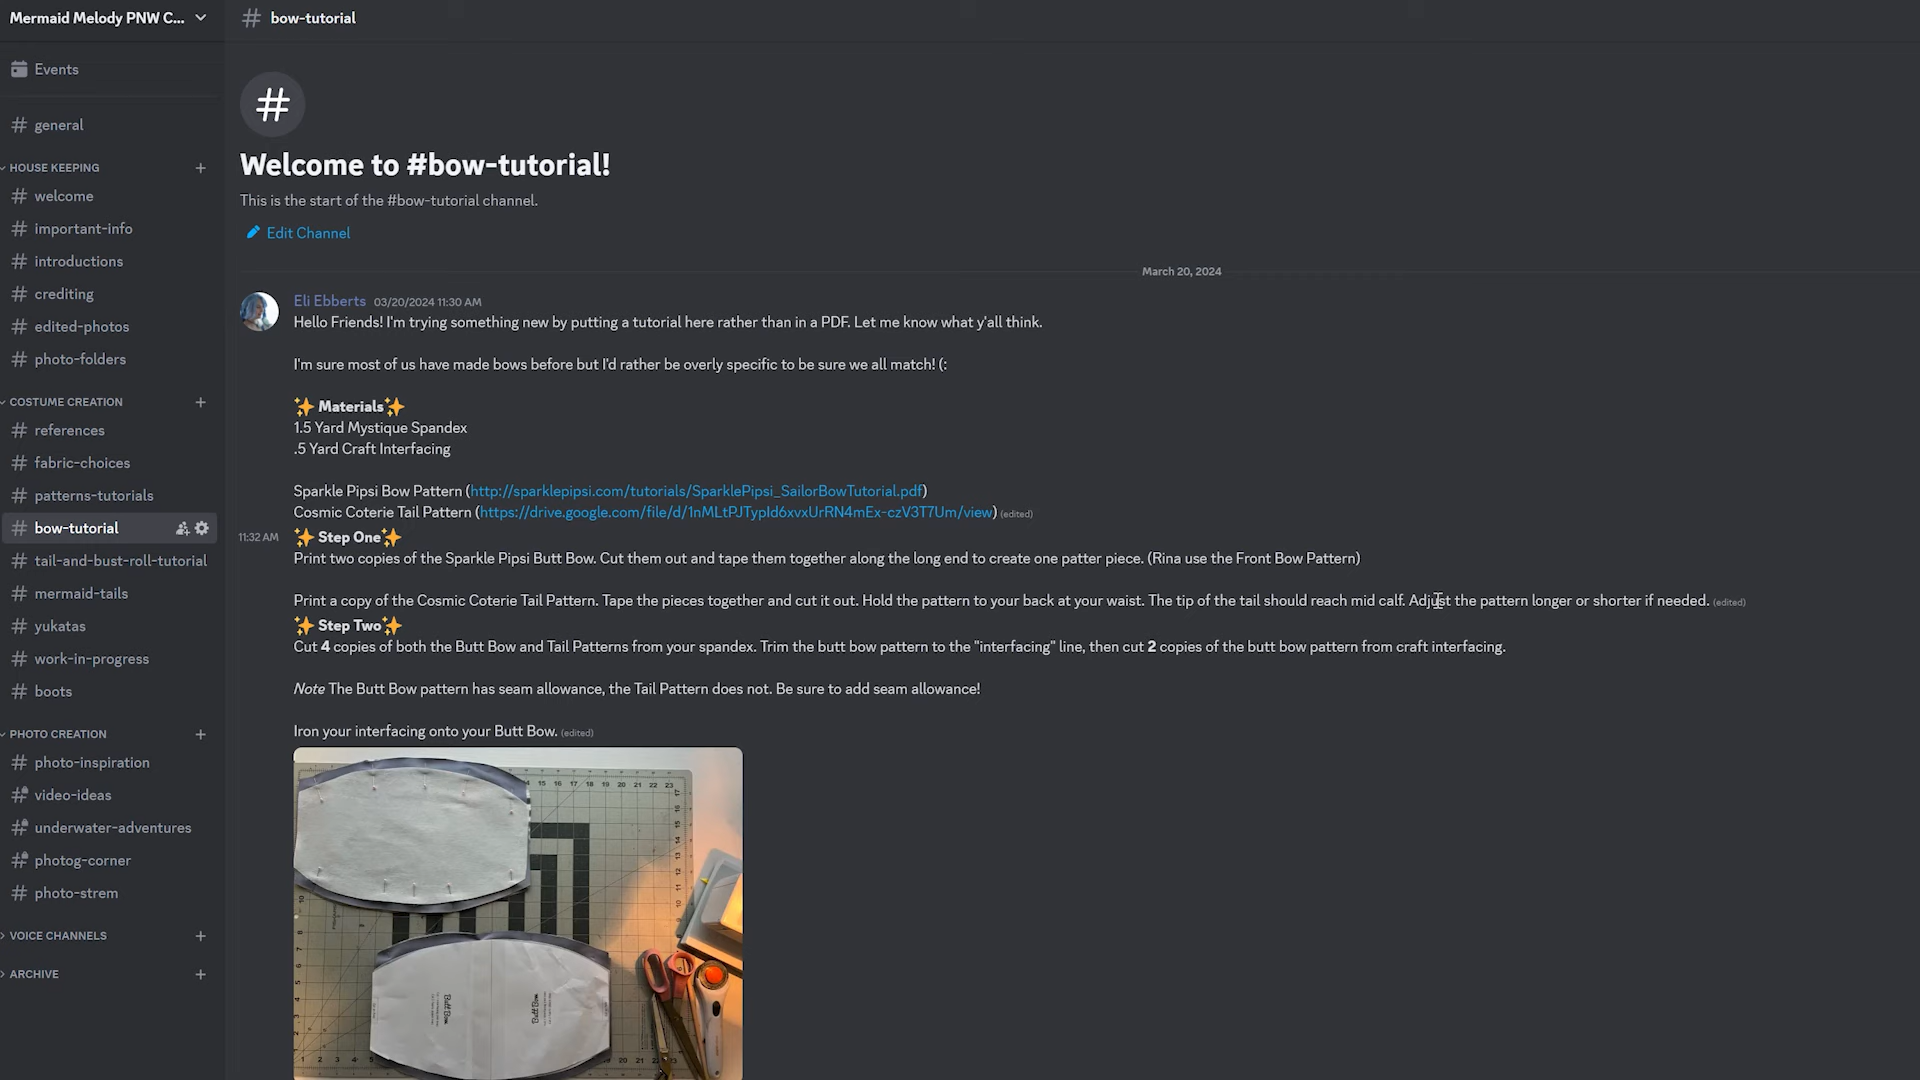 Mermaid Melody PNW C...
Events
general
HOUSE KEEPING
welcome
important-info
introductions
crediting
edited-photos
photo-folders
COSTUME CREATION
references
fabric-choices
patterns-tutorials
bow-tutorial
tail-and-bust-roll-tutorial
mermaid-tails
yukatas
work-in-progress
boots
PHOTO CREATION
photo-inspiration
video-ideas
underwater-adventures
photog-corner
photo-strem
VOICE CHANNELS
ARCHIVE
bow-tutorial
Welcome to #bow-tutorial!
This is the start of the #bow-tutorial channel.
Edit Channel
March 20, 2024
Eli Ebberts 03/20/2024 11:30 AM
Hello Friends! I'm trying something new by putting a tutorial here rather than in a PDF. Let me know what y'all think.
I'm sure most of us have made bows before but I'd rather be overly specific to be sure we all match! (:
✨ Materials✨
1.5 Yard Mystique Spandex
.5 Yard Craft Interfacing
Sparkle Pipsi Bow Pattern (http://sparklepipsi.com/tutorials/SparklePipsi_SailorBowTutorial.pdf)
Cosmic Coterie Tail Pattern (https://drive.google.com/file/d/1nMLtPJTypId6xvxUrRN4mEx-czV3T7Um/view) (edited)
11:32 AM ✨ Step One✨
Print two copies of the Sparkle Pipsi Butt Bow. Cut them out and tape them together along the long end to create one patter piece. (Rina use the Front Bow Pattern)
Print a copy of the Cosmic Coterie Tail Pattern. Tape the pieces together and cut it out. Hold the pattern to your back at your waist. The tip of the tail should reach mid calf. Adjust the pattern longer or shorter if needed. (edited)
✨ Step Two✨
Cut 4 copies of both the Butt Bow and Tail Patterns from your spandex. Trim the butt bow pattern to the "interfacing" line, then cut 2 copies of the butt bow pattern from craft interfacing.
Note The Butt Bow pattern has seam allowance, the Tail Pattern does not. Be sure to add seam allowance!
Iron your interfacing onto your Butt Bow. (edited)
15 16 17 18 19 20 21 22 23
Butt Bow
Butt Bow